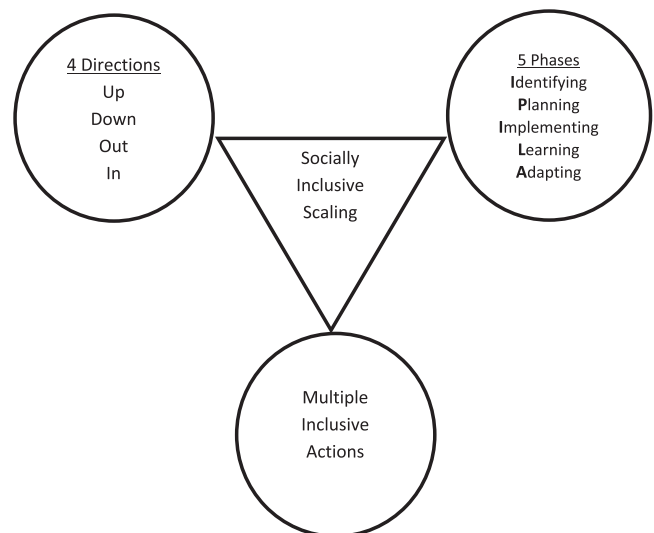 4 Directions
Up
Down
Out
In
5 Phases
Identifying
Planning
Implementing
Learning
Adapting
Socially
Inclusive
Scaling
Multiple
Inclusive
Actions